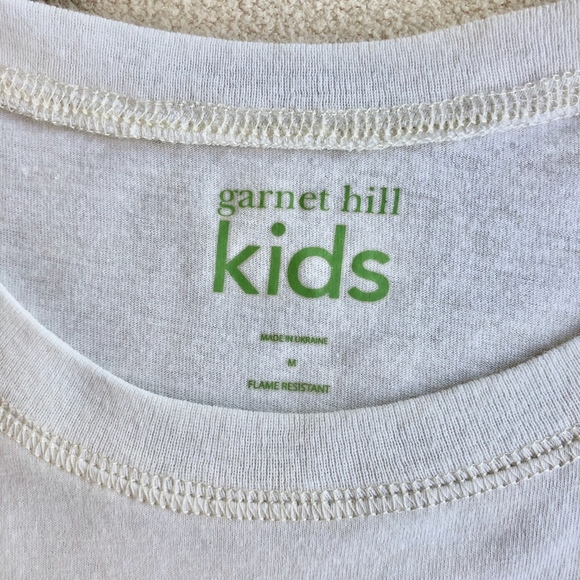 garnet hill
kids
MADE IN UKRAINE
M
FLAME RESISTANT